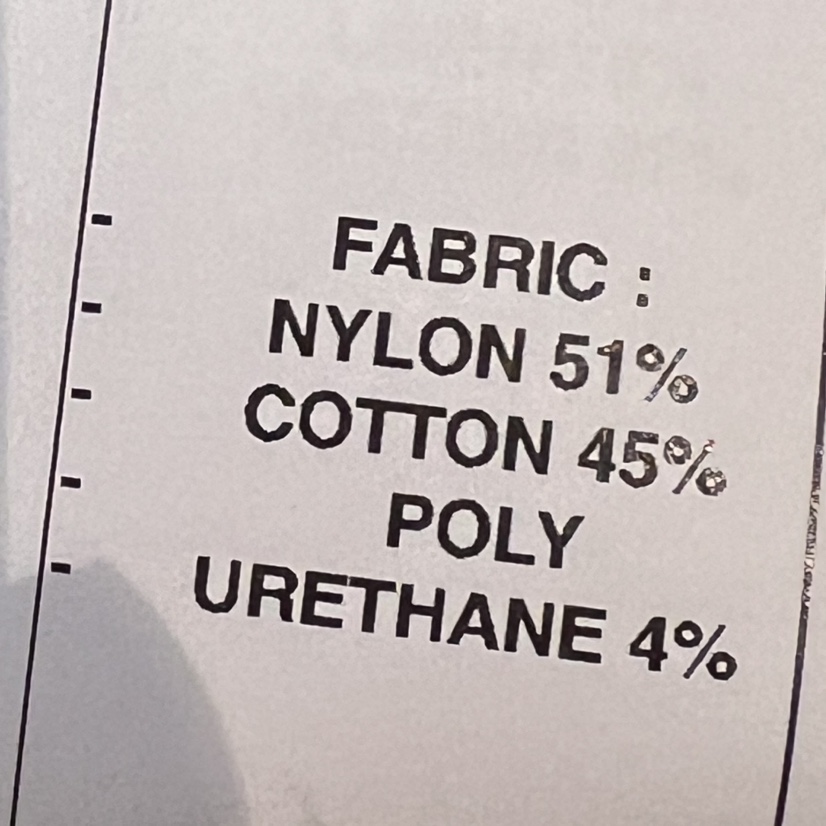 FABRIC :
NYLON 51%
COTTON 45%
POLY
URETHANE 4%